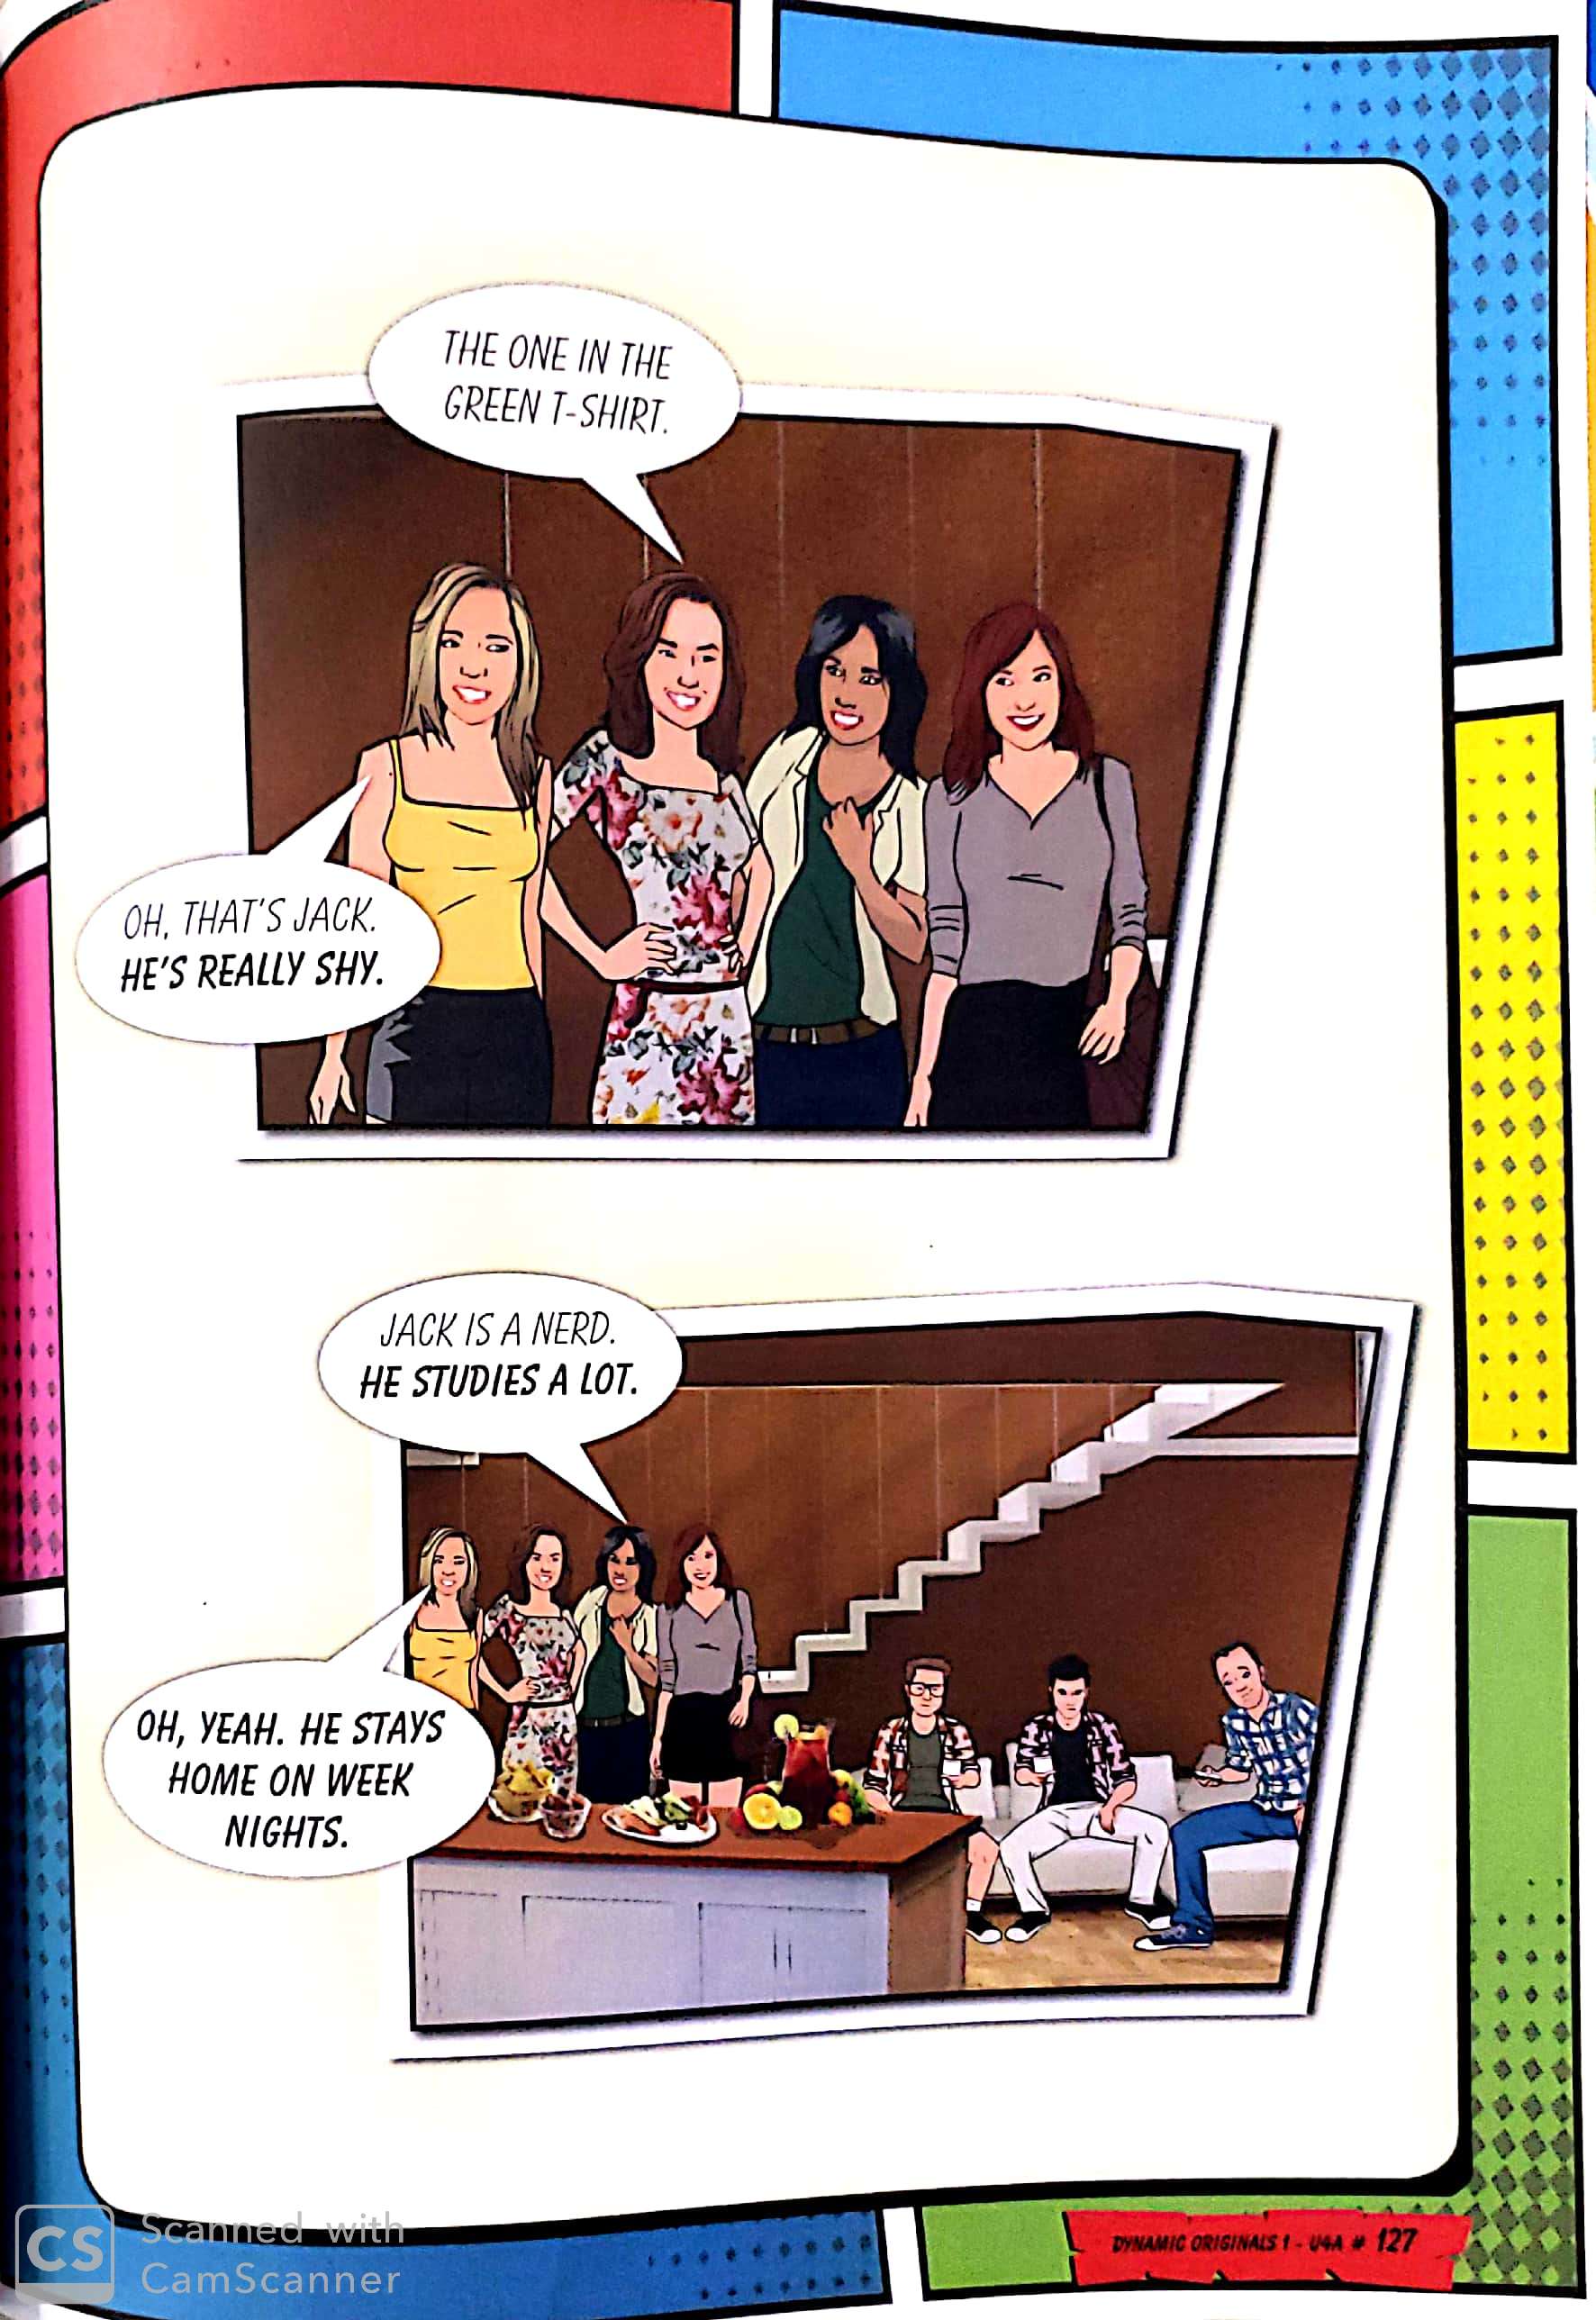 THE ONE IN THE
GREEN T-SHIRT.
OH, THAT'S JACK.
HE'S REALLY SHY.
JACK IS A NERD.
HE STUDIES A LOT.
OH, YEAH. HE STAYS
HOME ON WEEK
NIGHTS.
DYNAMIC ORIGINALS 1 - U4A # 127
CS Scanned with
CamScanner